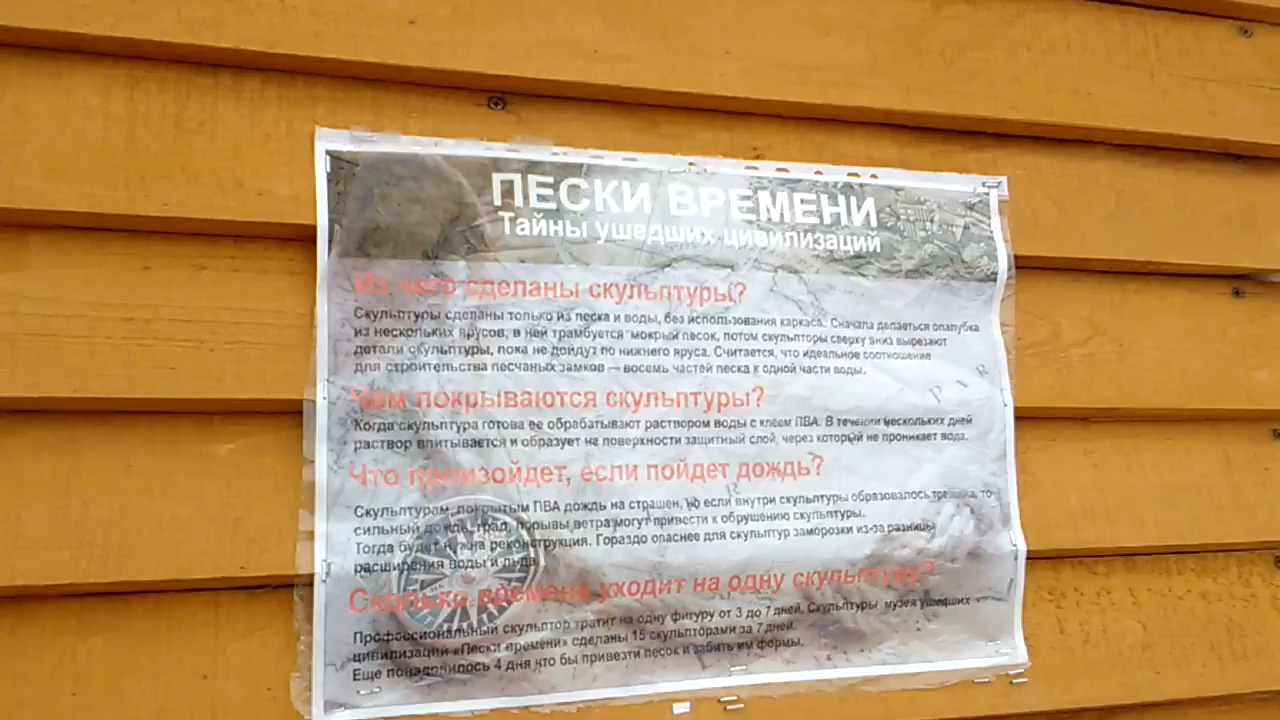 ПЕСКИ ВРЕМЕНИ
Тайны ушедших цивилизаций
Из чего сделаны скульптуры?
Скульптуры сделаны только из песка и воды, без использования каркаса. Сначала делаеться опалубка
из нескольких ярусов, в ней трамбуется мокрый песок, потом скульпторы сверху вниз вырезают
детали скульптуры, пока не дойдут по нижнего яруса. Считается, что идеальное соотношение
для строительства песчаных замков — восемь частей песка к одной части воды.
Чем покрываются скульптуры?
Когда скульптура готова ее обрабатывают раствором воды с клеем ПВА. В течении нескольких дней
раствор впитывается и образует на поверхности защитный слой, через который не проникает вода.
Что произойдет, если пойдет дождь?
Скульптурам, покрытым ПВА дождь на страшен, но если внутри скульптуры образовалось трещина, то
сильный дождь, град, порывы ветра могут привести к обрушению скульптуры.
Тогда будет нужна реконструкция. Гораздо опаснее для скульптур заморозки из-за разницы
расширения воды и льда.
Сколько времени уходит на одну скульптуру?
Профессиональный скульптор тратит на одну фигуру от 3 до 7 дней. Скульптуры музея ушедших
цивилизаций «Пески времени» сделаны 15 скульпторами за 7 дней.
Еще понадобилось 4 дня что бы привезти песок и забить им формы.